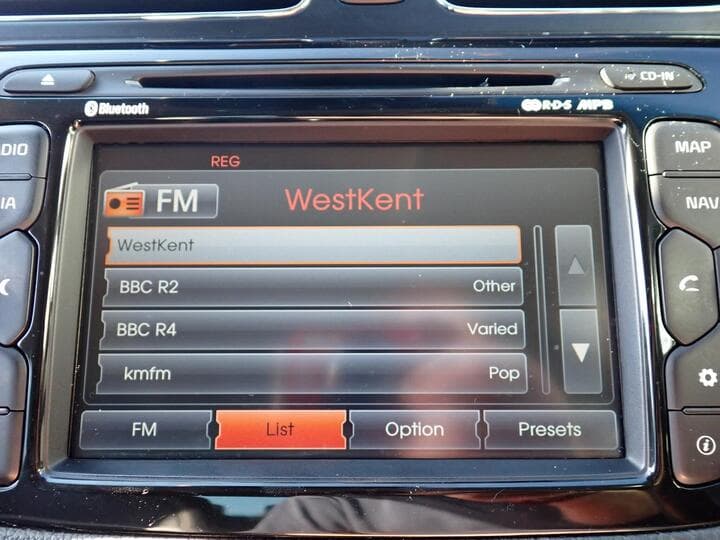 CD-IN
Bluetooth
R·D·S MP3
MAP
NAV
REG
FM WestKent
WestKent
BBC R2 Other
BBC R4 Varied
kmfm Pop
FM List Option Presets